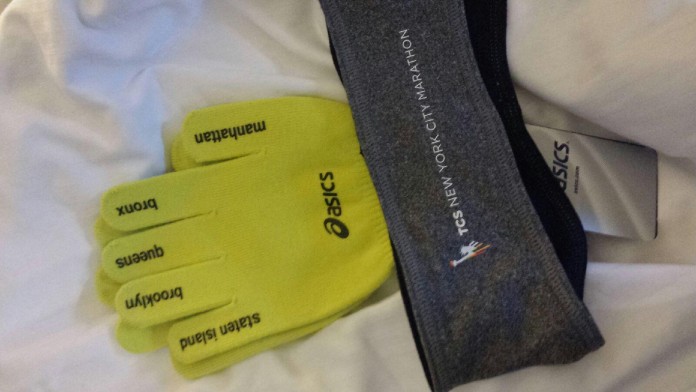 manhattan
bronx
queens
brooklyn
staten island
asics
TCS NEW YORK CITY MARATHON
asics